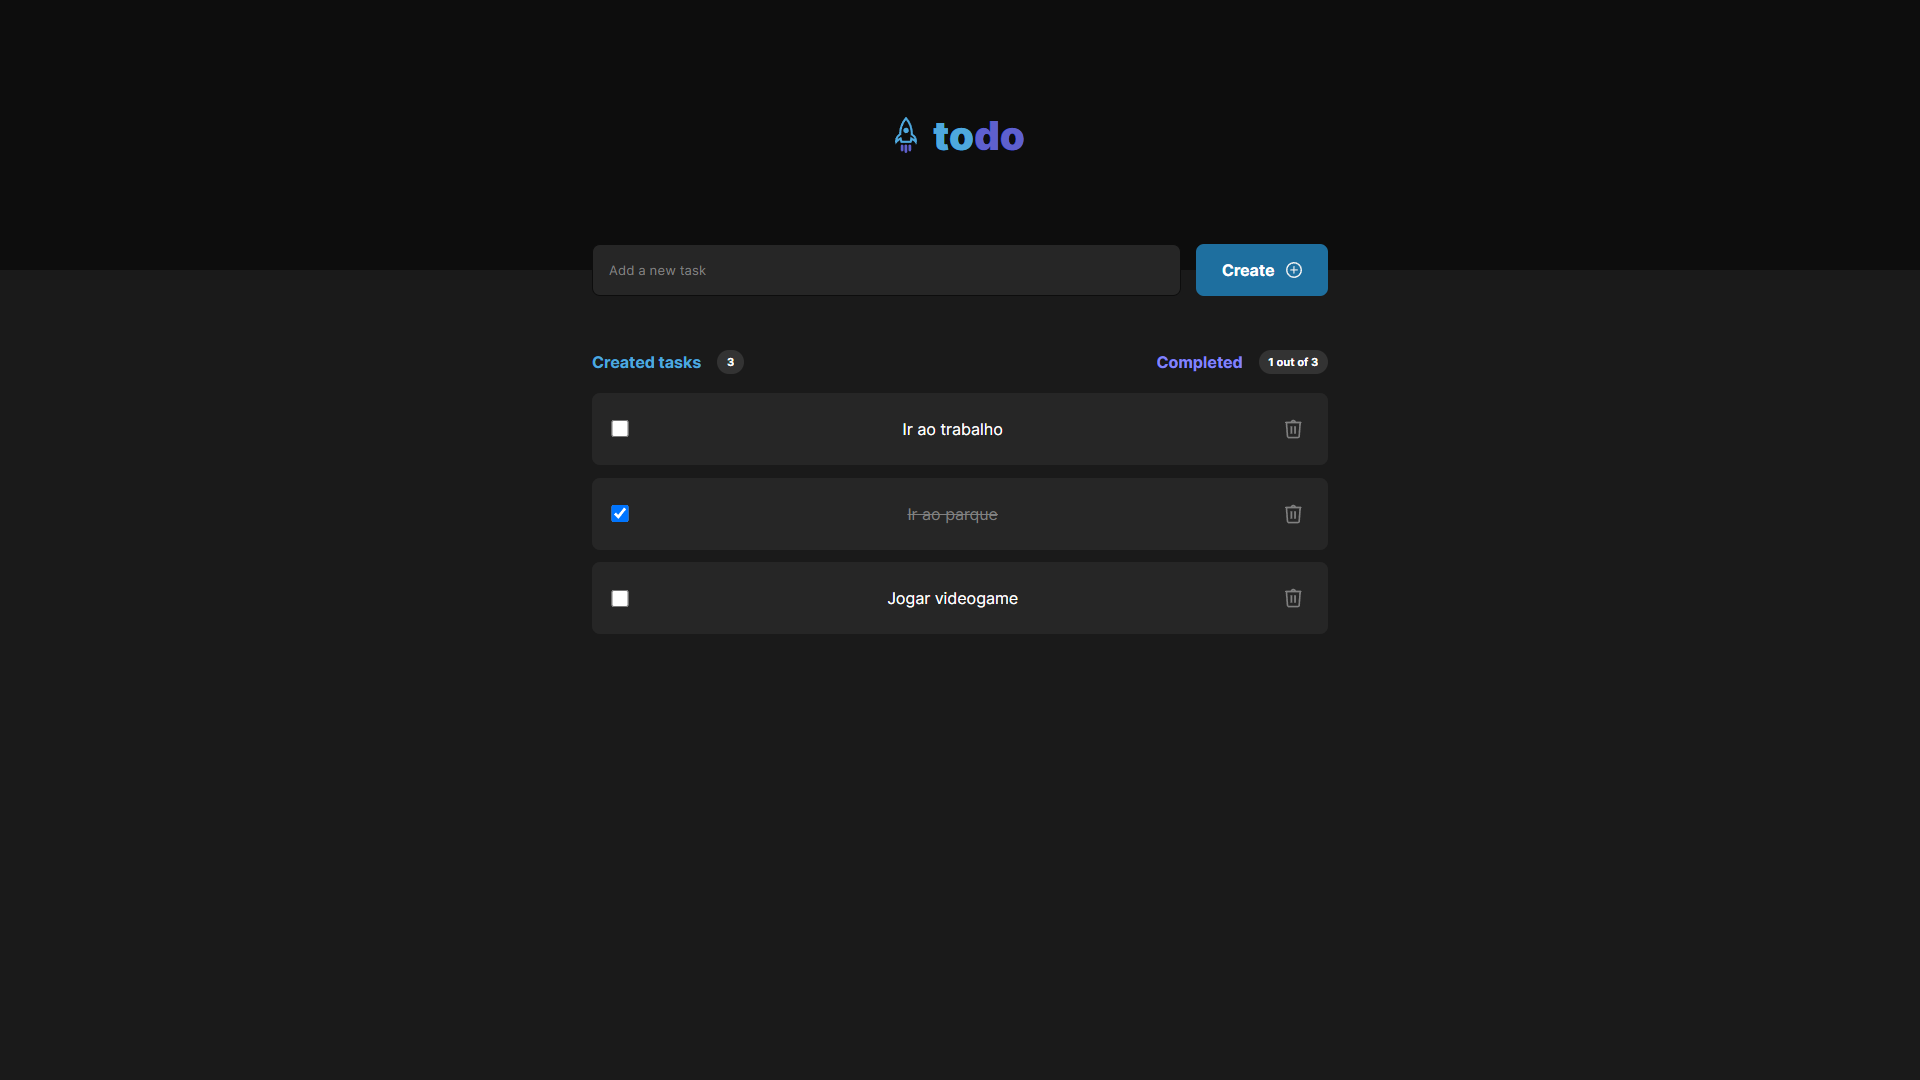 todo
Add a new task
Create
Created tasks 3
Completed 1 out of 3
Ir ao trabalho
Ir ao parque
Jogar videogame